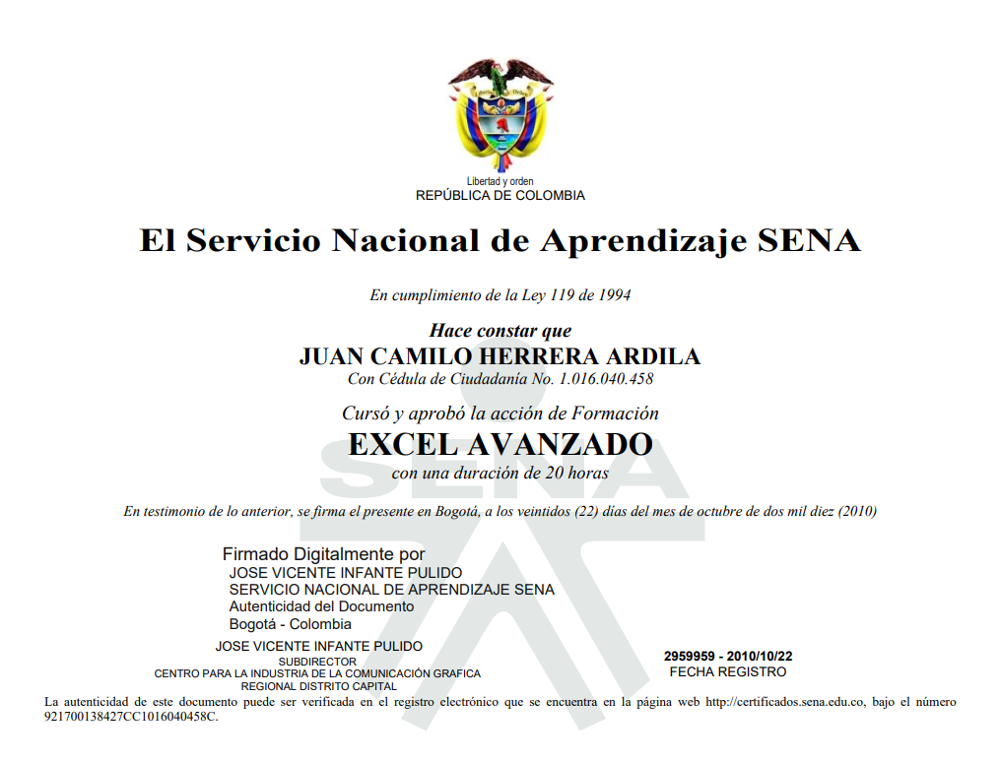 Libertad y orden
REPÚBLICA DE COLOMBIA
El Servicio Nacional de Aprendizaje SENA
En cumplimiento de la Ley 119 de 1994
Hace constar que
JUAN CAMILO HERRERA ARDILA
Con Cédula de Ciudadanía No. 1.016.040.458
Cursó y aprobó la acción de Formación
EXCEL AVANZADO
SENA
con una duración de 20 horas
En testimonio de lo anterior, se firma el presente en Bogotá, a los veintidos (22) días del mes de octubre de dos mil diez (2010)
Firmado Digitalmente por
JOSE VICENTE INFANTE PULIDO
SERVICIO NACIONAL DE APRENDIZAJE SENA
Autenticidad del Documento
Bogotá - Colombia
JOSE VICENTE INFANTE PULIDO
SUBDIRECTOR
CENTRO PARA LA INDUSTRIA DE LA COMUNICACIÓN GRAFICA
REGIONAL DISTRITO CAPITAL
2959959 - 2010/10/22
FECHA REGISTRO
La autenticidad de este documento puede ser verificada en el registro electrónico que se encuentra en la página web http://certificados.sena.edu.co, bajo el número
921700138427CC1016040458C.